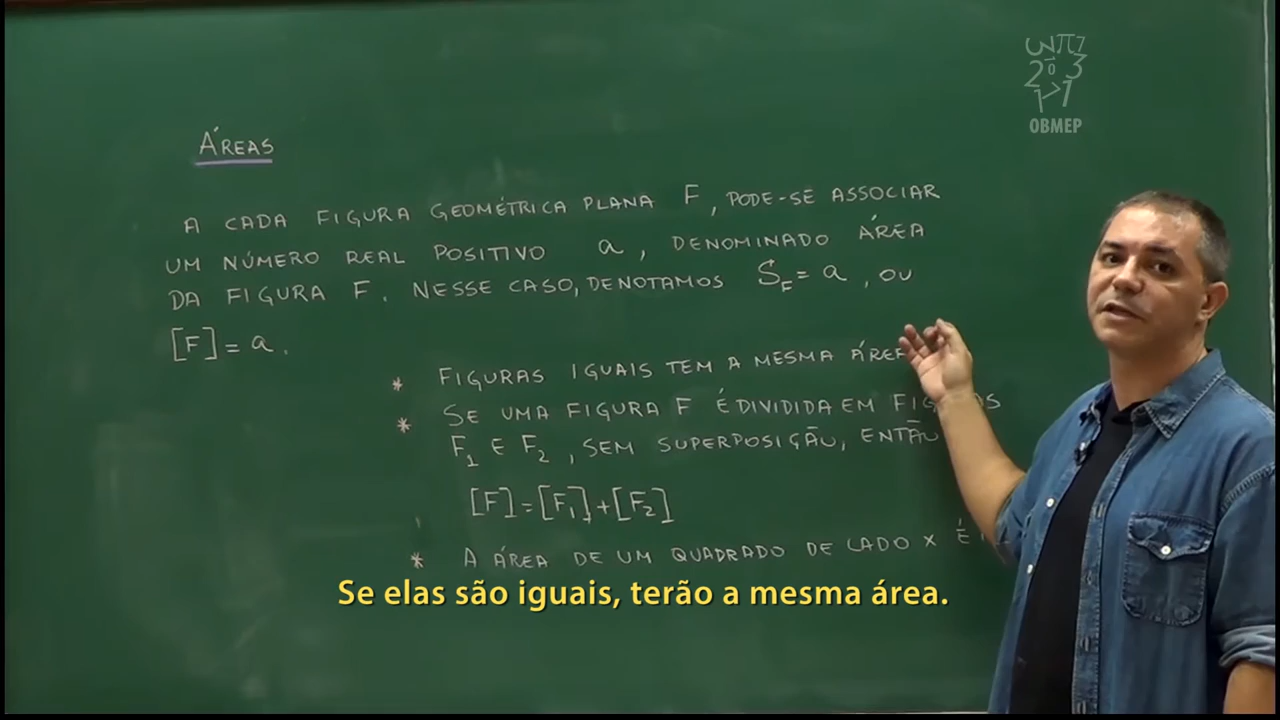 ÁREAS
A CADA FIGURA GEOMÉTRICA PLANA F, PODE-SE ASSOCIAR
UM NÚMERO REAL POSITIVO a, DENOMINADO ÁREA
DA FIGURA F. NESSE CASO, DENOTAMOS S_F = a, OU
[F] = a.
* FIGURAS IGUAIS TEM A MESMA ÁREA
* SE UMA FIGURA F É DIVIDIDA EM
F₁ E F₂, SEM SUPERPOSIÇÃO, ENTÃO
[F] = [F₁] + [F₂]
* A ÁREA DE UM QUADRADO DE LADO x É
Se elas são iguais, terão a mesma área.
OBMEP